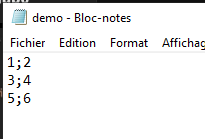 demo - Bloc-notes
Fichier Edition Format Affichag
1;2
3;4
5;6